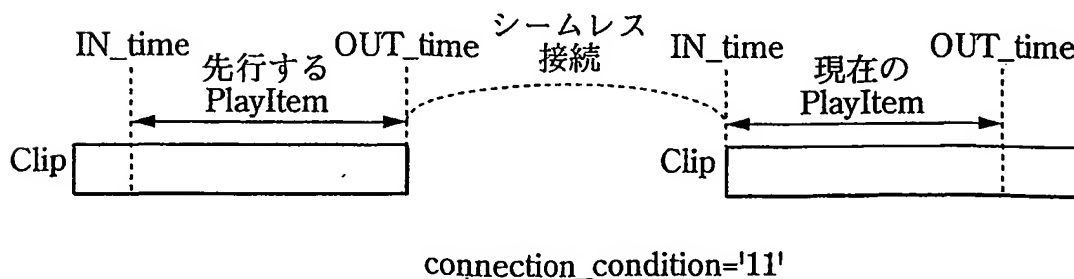 IN_time
先行する
PlayItem
OUT_time
シームレス
接続
IN_time
現在の
PlayItem
OUT_time
Clip
Clip
connection_condition='11'